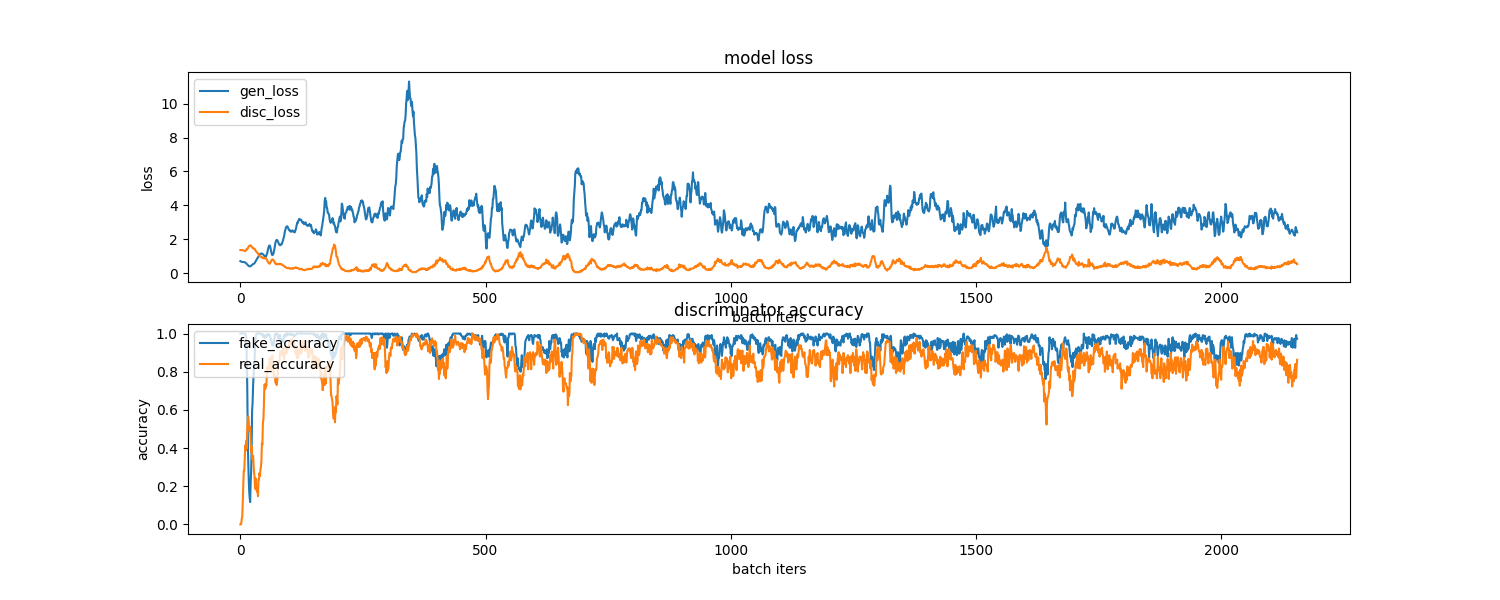 model loss
gen_loss
disc_loss
loss
10
8
6
4
2
0
0 500 1000 1500 2000
batch iters
discriminator accuracy
fake_accuracy
real_accuracy
accuracy
1.0
0.8
0.6
0.4
0.2
0.0
0 500 1000 1500 2000
batch iters